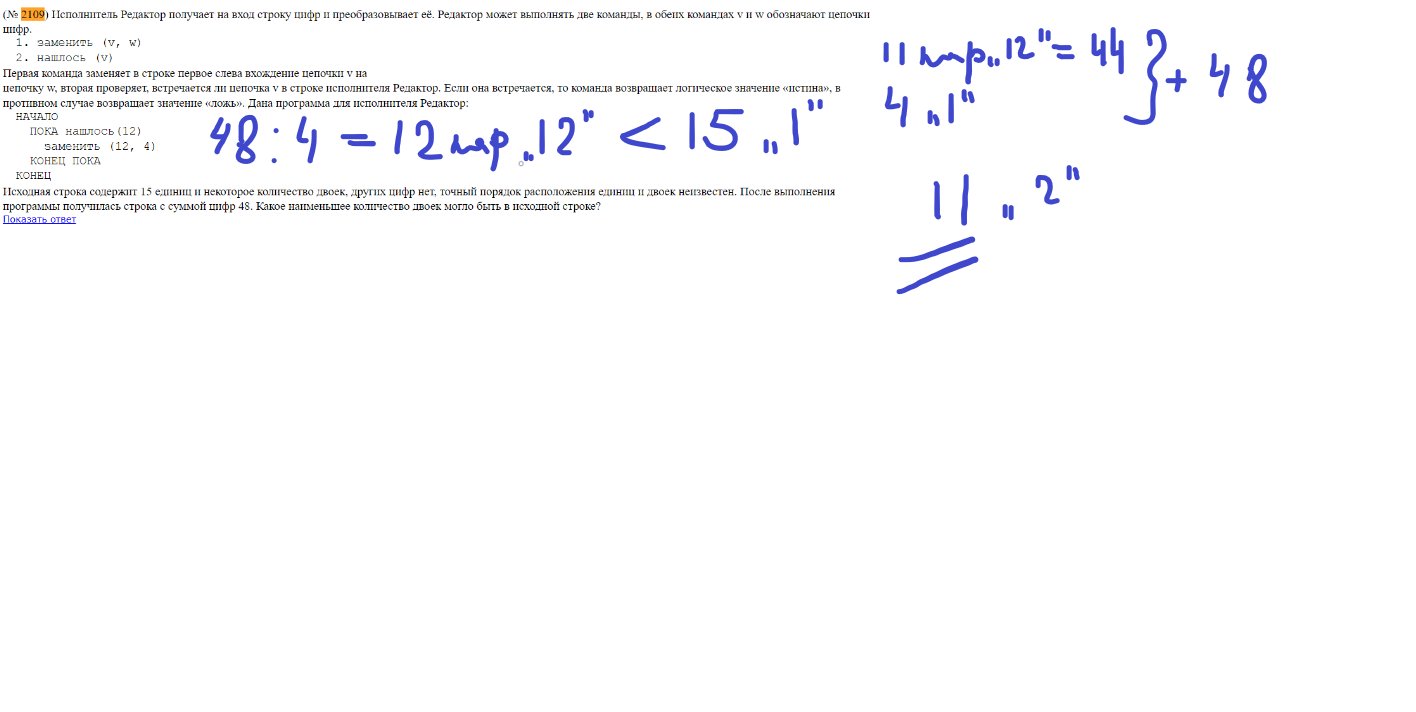 (№ 2109) Исполнитель Редактор получает на вход строку цифр и преобразовывает её. Редактор может выполнять две команды, в обеих командах v и w обозначают цепочки
цифр.
1. заменить (v, w)
2. нашлось (v)
Первая команда заменяет в строке первое слева вхождение цепочки v на
цепочку w, вторая проверяет, встречается ли цепочка v в строке исполнителя Редактор. Если она встречается, то команда возвращает логическое значение «истина», в
противном случае возвращает значение «ложь». Дана программа для исполнителя Редактор:
НАЧАЛО
ПОКА нашлось(12)
заменить (12, 4)
КОНЕЦ ПОКА
КОНЕЦ
Исходная строка содержит 15 единиц и некоторое количество двоек, других цифр нет, точный порядок расположения единиц и двоек неизвестен. После выполнения
программы получилась строка с суммой цифр 48. Какое наименьшее количество двоек могло быть в исходной строке?
Показать ответ
48 : 4 = 12 пар „12" < 15 „1"
11 пар „12" = 44 } + 48
4 „1"
11 „2"